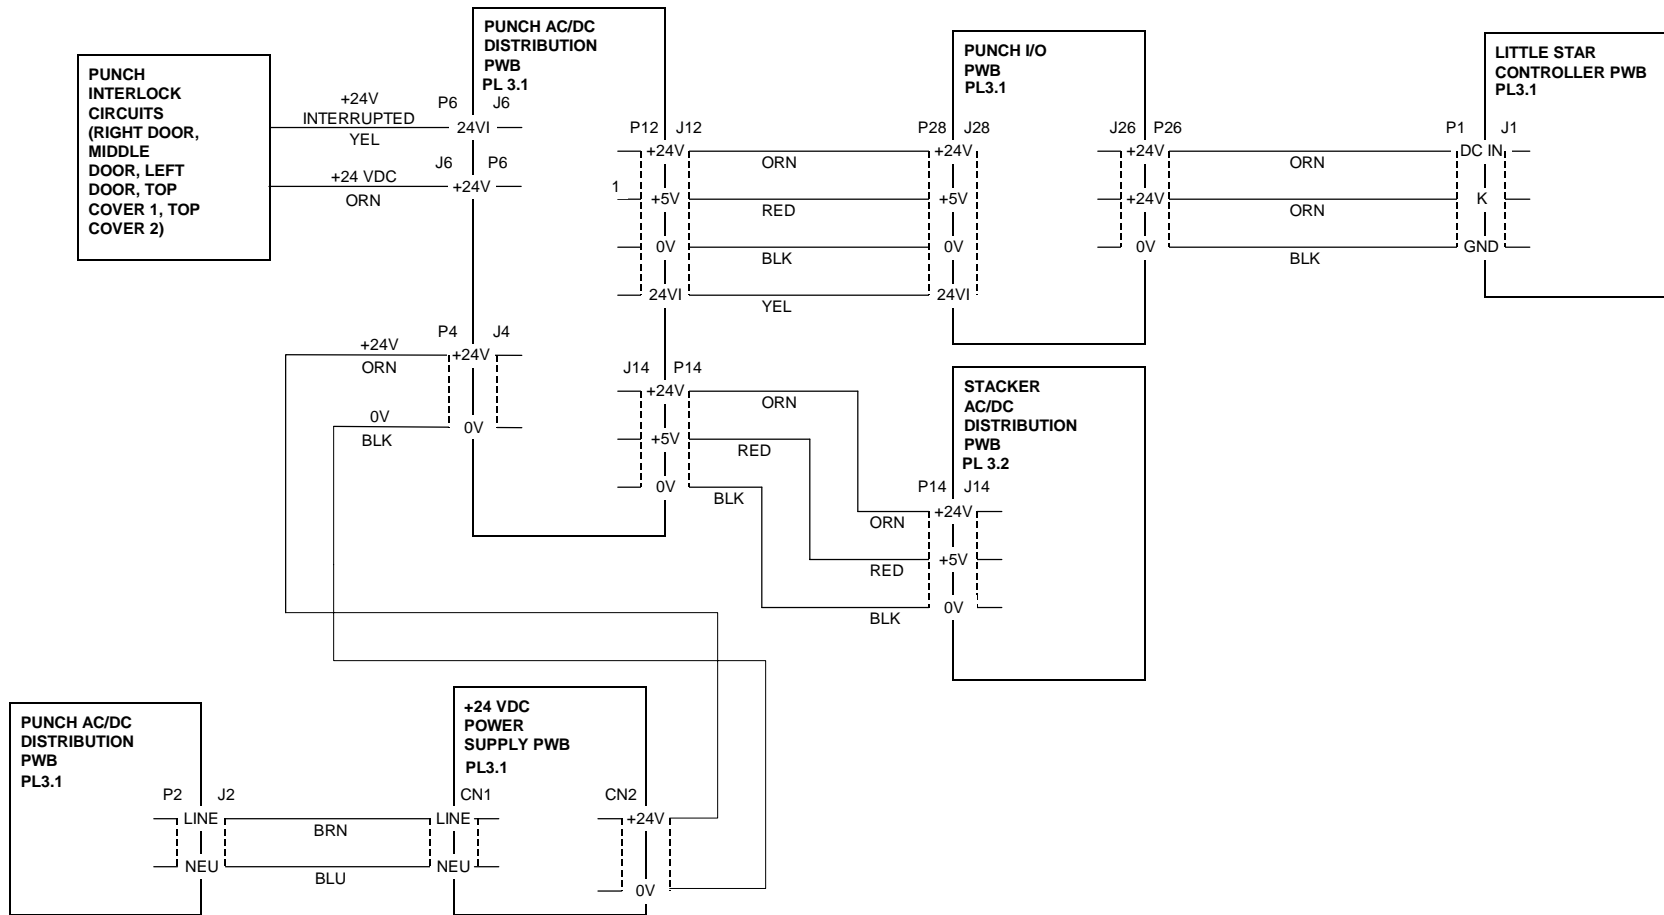 PUNCH
INTERLOCK
CIRCUITS
(RIGHT DOOR,
MIDDLE
DOOR, LEFT
DOOR, TOP
COVER 1, TOP
COVER 2)
+24V
INTERRUPTED
YEL
+24 VDC
ORN
PUNCH AC/DC
DISTRIBUTION
PWB
PL 3.1
P6 J6
24VI
J6 P6
+24V
P4 J4
+24V
ORN
+24V
0V
BLK
0V
P12 J12
+24V
1
+5V
0V
24VI
ORN
RED
BLK
YEL
J14 P14
+24V
+5V
0V
ORN
RED
BLK
PUNCH I/O
PWB
PL3.1
P28 J28
+24V
+5V
0V
24VI
J26 P26
+24V
+24V
0V
ORN
ORN
BLK
LITTLE STAR
CONTROLLER PWB
PL3.1
P1 J1
DC IN
K
GND
STACKER
AC/DC
DISTRIBUTION
PWB
PL 3.2
P14 J14
+24V
+5V
0V
ORN
RED
BLK
PUNCH AC/DC
DISTRIBUTION
PWB
PL3.1
P2 J2
LINE
NEU
BRN
BLU
+24 VDC
POWER
SUPPLY PWB
PL3.1
CN1
LINE
NEU
CN2
+24V
0V